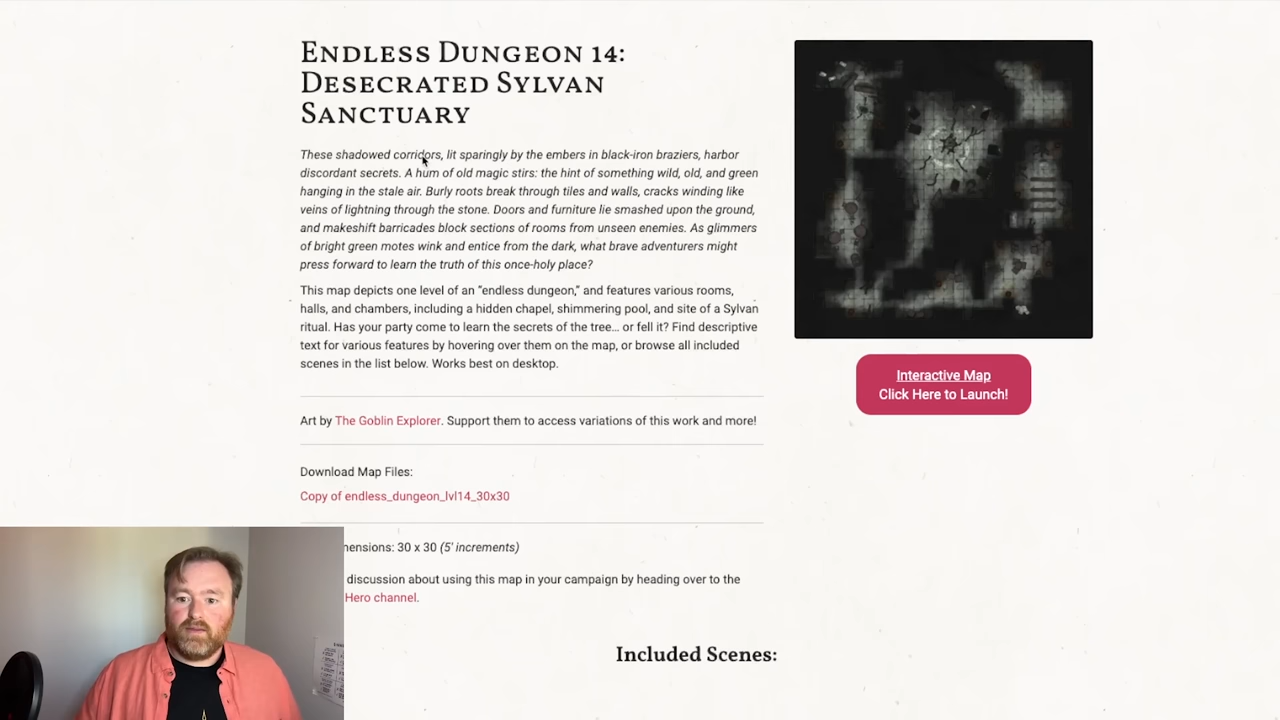 Endless Dungeon 14:
Desecrated Sylvan
Sanctuary
These shadowed corridors, lit sparingly by the embers in black-iron braziers, harbor
discordant secrets. A hum of old magic stirs: the hint of something wild, old, and green
hanging in the stale air. Burly roots break through tiles and walls, cracks winding like
veins of lightning through the stone. Doors and furniture lie smashed upon the ground,
and makeshift barricades block sections of rooms from unseen enemies. As glimmers
of bright green motes wink and entice from the dark, what brave adventurers might
press forward to learn the truth of this once-holy place?
This map depicts one level of an "endless dungeon," and features various rooms,
halls, and chambers, including a hidden chapel, shimmering pool, and site of a Sylvan
ritual. Has your party come to learn the secrets of the tree… or fell it? Find descriptive
text for various features by hovering over them on the map, or browse all included
scenes in the list below. Works best on desktop.
Art by The Goblin Explorer. Support them to access variations of this work and more!
Download Map Files:
Copy of endless_dungeon_lvl14_30x30
mensions: 30 x 30 (5' increments)
discussion about using this map in your campaign by heading over to the
Hero channel.
Interactive Map
Click Here to Launch!
Included Scenes: